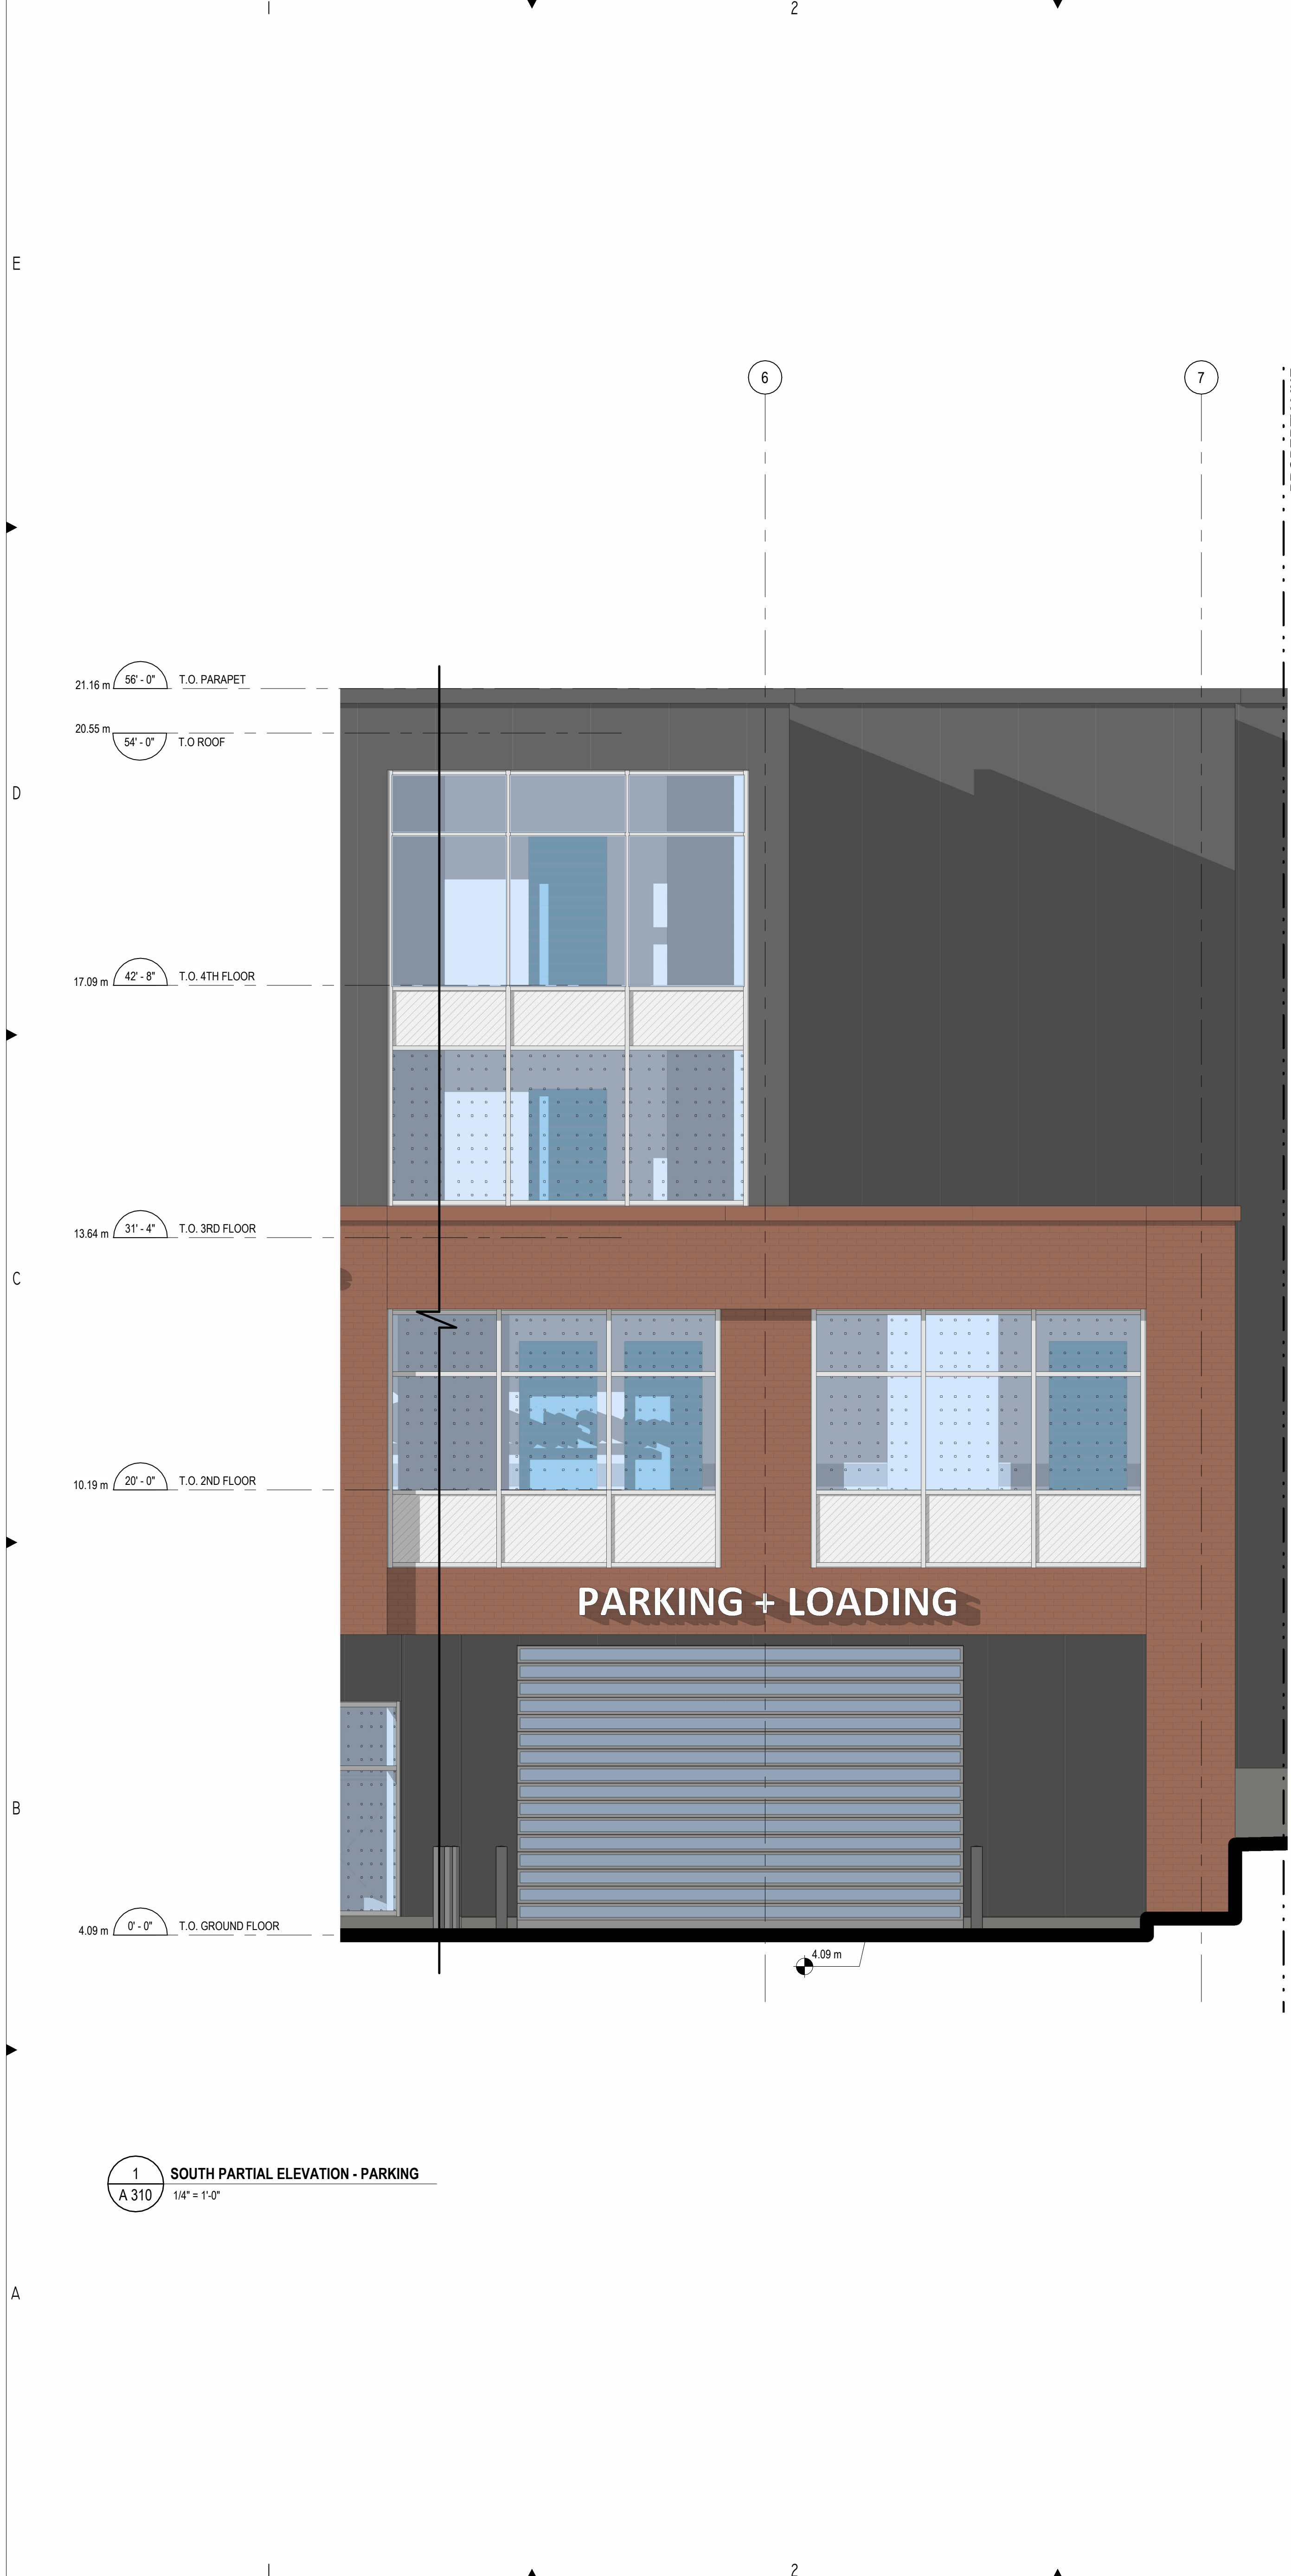 1
2
E
6
7
21.16 m
56' - 0"
T.O. PARAPET
20.55 m
54' - 0"
T.O ROOF
D
17.09 m
42' - 8"
T.O. 4TH FLOOR
13.64 m
31' - 4"
T.O. 3RD FLOOR
C
10.19 m
20' - 0"
T.O. 2ND FLOOR
PARKING + LOADING
B
4.09 m
0' - 0"
T.O. GROUND FLOOR
4.09 m
1
SOUTH PARTIAL ELEVATION - PARKING
A 310
1/4" = 1'-0"
A
1
2